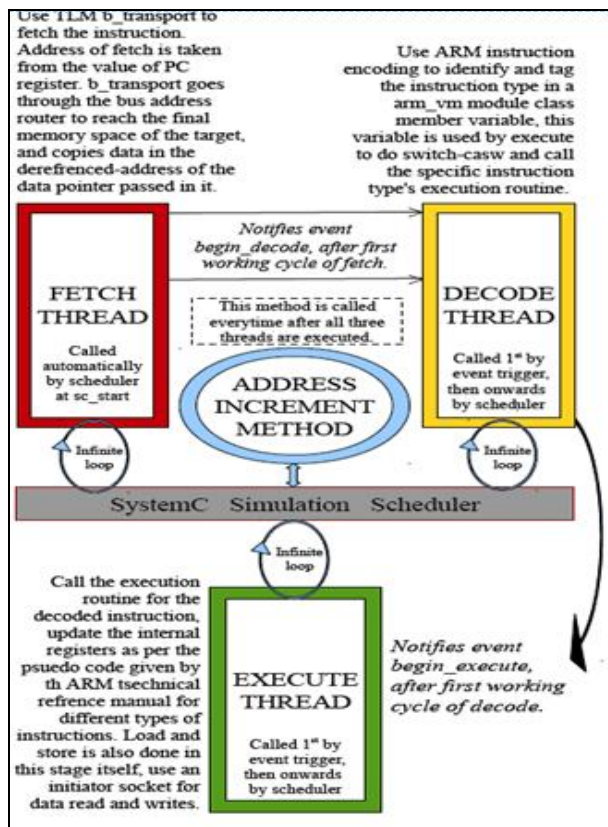 Use TLM b_transport to
fetch the instruction.
Address of fetch is taken
from the value of PC
register. b_transport goes
through the bus address
router to reach the final
memory space of the target,
and copies data in the
derefrenced-address of the
data pointer passed in it.
Use ARM instruction
encoding to identify and tag
the instruction type in a
arm_vm module class
member variable, this
variable is used by execute
to do switch-casw and call
the specific instruction
type's execution routine.
FETCH
THREAD
Called
automatically
by scheduler
at sc_start
Notifies event
begin_decode, after first
working cycle of fetch.
This method is called
everytime after all three
threads are executed.
ADDRESS
INCREMENT
METHOD
DECODE
THREAD
Called 1st by
event trigger,
then onwards
by scheduler
Infinite
loop
Infinite
loop
SystemC Simulation Scheduler
Infinite
loop
Call the execution
routine for the
decoded instruction,
update the internal
registers as per the
psuedo code given by
th ARM tsechnical
refrence manual for
different types of
instructions. Load and
store is also done in
this stage itself, use an
initiator socket for
data read and writes.
EXECUTE
THREAD
Called 1st by
event trigger,
then onwards
by scheduler
Notifies event
begin_execute,
after first working
cycle of decode.